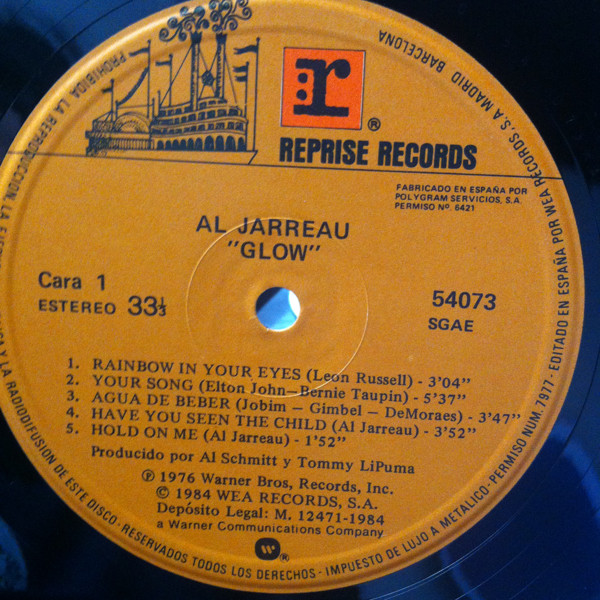 r
®
REPRISE RECORDS
FABRICADO EN ESPAÑA POR
POLYGRAM SERVICIOS, S.A.
PERMISO Nº. 6421
AL JARREAU
"GLOW"
Cara 1
ESTEREO 33⅓
54073
SGAE
1. RAINBOW IN YOUR EYES (Leon Russell) - 3'04"
2. YOUR SONG (Elton John—Bernie Taupin) - 5'37"
3. AGUA DE BEBER (Jobim - Gimbel - DeMoraes) - 3'47"
4. HAVE YOU SEEN THE CHILD (Al Jarreau) - 3'52"
5. HOLD ON ME (Al Jarreau) - 1'52"
Producido por Al Schmitt y Tommy LiPuma
Ⓟ 1976 Warner Bros, Records, Inc.
© 1984 WEA RECORDS, S.A.
Depósito Legal: M. 12471-1984
a Warner Communications Company
W ®
PROHIBIDA LA REPRODUCCION, LA
Y LA RADIODIFUSION DE ESTE DISCO - RESERVADOS TODOS LOS DERECHOS - IMPUESTO DE LUJO A METALICO - PERMISO NUM. 7977 - EDITADO EN ESPAÑA POR WEA RECORDS, S.A. MADRID BARCELONA